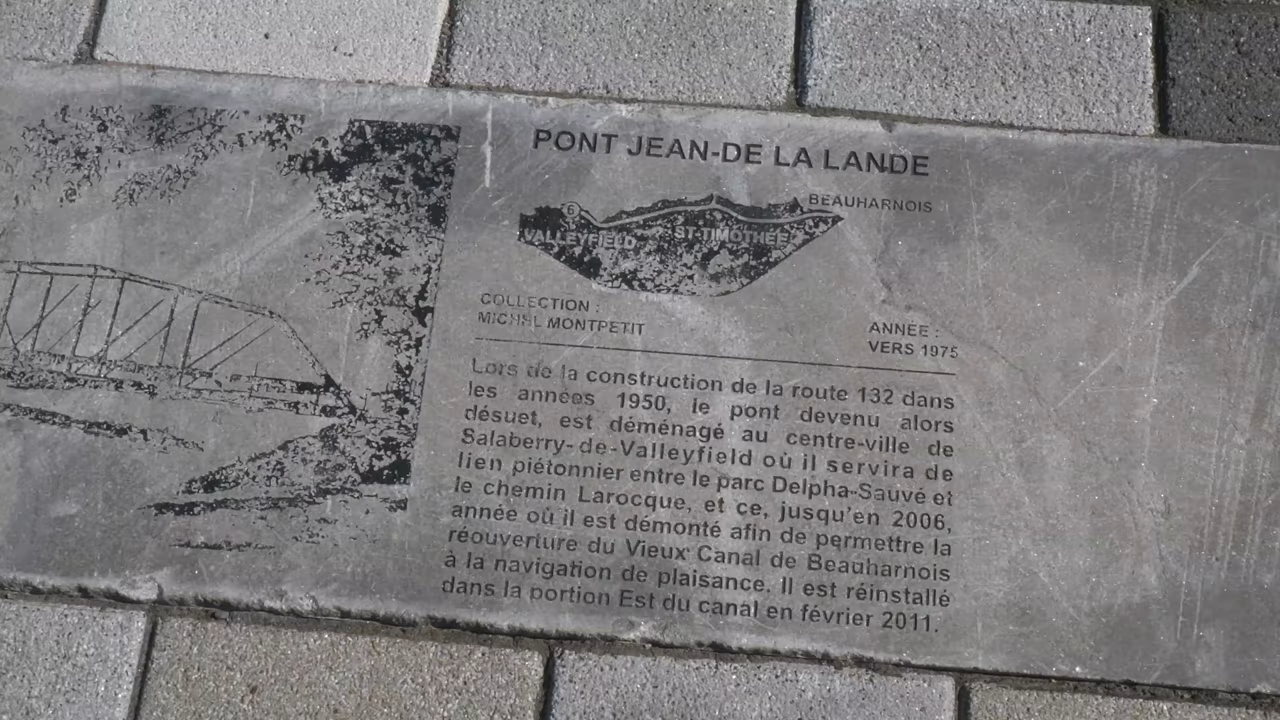 PONT JEAN-DE LA LANDE
BEAUHARNOIS
6
VALLEYFIELD
ST-TIMOTHÉE
COLLECTION :
MICHEL MONTPETIT
ANNÉE :
VERS 1975
Lors de la construction de la route 132 dans
les années 1950, le pont devenu alors
désuet, est déménagé au centre-ville de
Salaberry-de-Valleyfield où il servira de
lien piétonnier entre le parc Delpha-Sauvé et
le chemin Larocque, et ce, jusqu'en 2006,
année où il est démonté afin de permettre la
réouverture du Vieux Canal de Beauharnois
à la navigation de plaisance. Il est réinstallé
dans la portion Est du canal en février 2011.